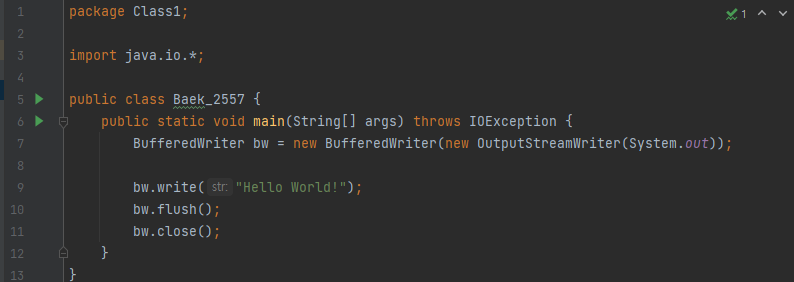 1 package Class1;
2
3 import java.io.*;
4
5 public class Baek_2557 {
6 public static void main(String[] args) throws IOException {
7 BufferedWriter bw = new BufferedWriter(new OutputStreamWriter(System.out));
8
9 bw.write( str: "Hello World!");
10 bw.flush();
11 bw.close();
12 }
13 }
1